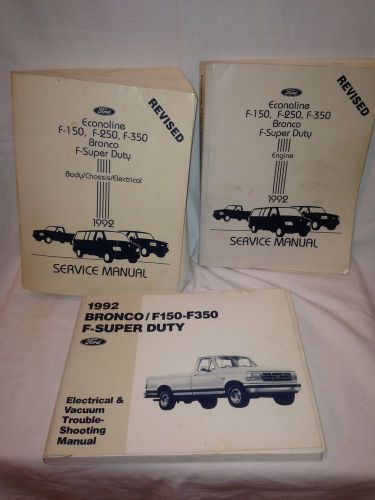 Ford
REVISED
Econoline
F-150, F-250, F-350
Bronco
F-Super Duty
Body/Chassis/Electrical
1992
SERVICE MANUAL
Ford
REVISED
Econoline
F-150, F-250, F-350
Bronco
F-Super Duty
Engine
1992
SERVICE MANUAL
1992
BRONCO/F150-F350
F-SUPER DUTY
Ford
Electrical &
Vacuum
Trouble-
Shooting
Manual